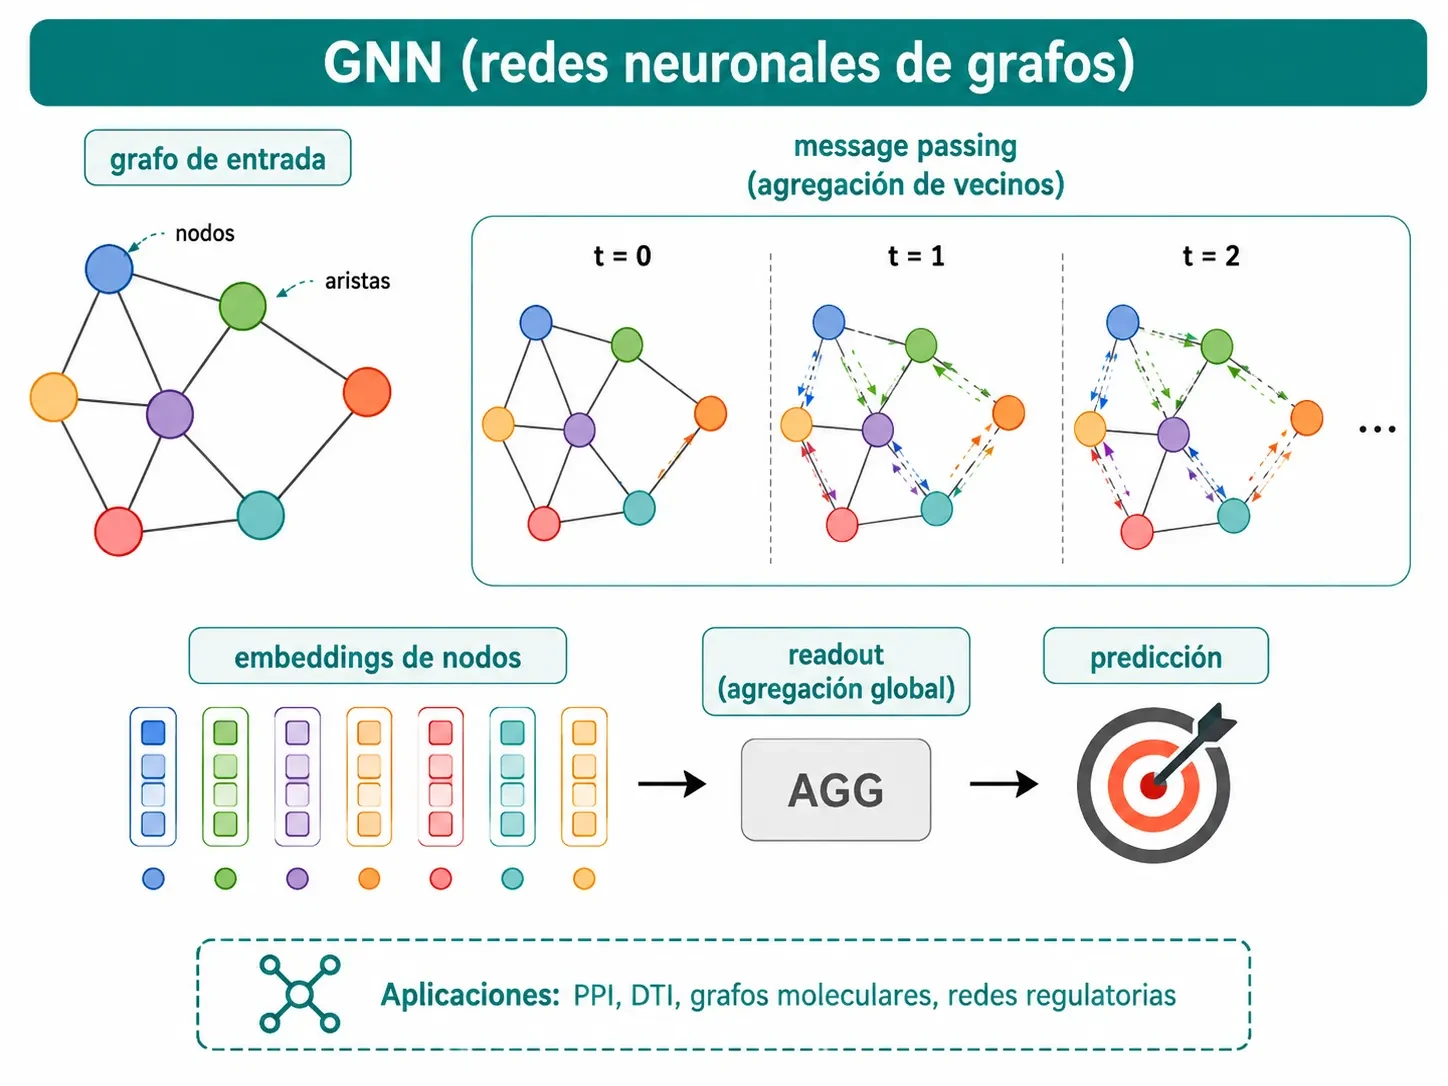 GNN (redes neuronales de grafos)
grafo de entrada
nodos
aristas
message passing
(agregación de vecinos)
t = 0
t = 1
t = 2
...
embeddings de nodos
readout
(agregación global)
AGG
predicción
Aplicaciones: PPI, DTI, grafos moleculares, redes regulatorias